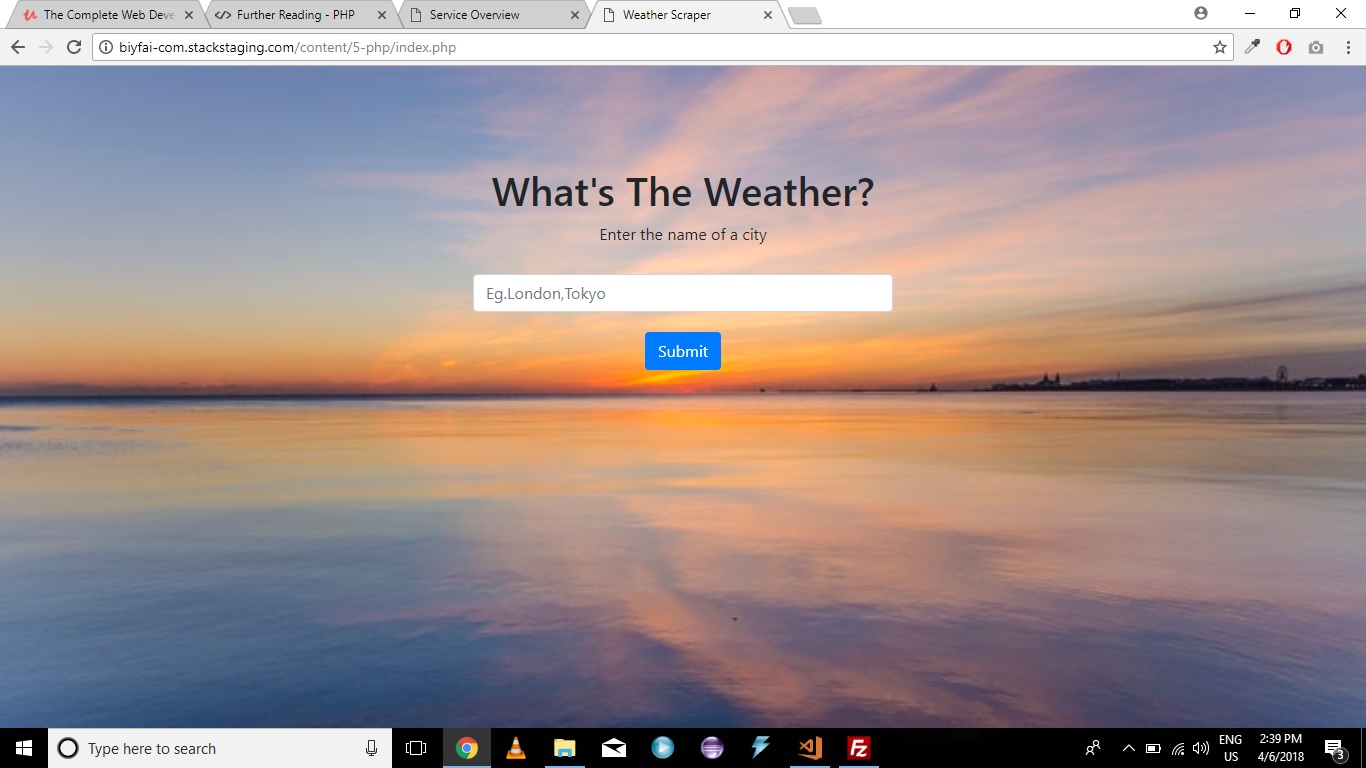 The Complete Web Deve
Further Reading - PHP
Service Overview
Weather Scraper
biyfai-com.stackstaging.com/content/5-php/index.php
What's The Weather?
Enter the name of a city
Eg.London,Tokyo
Submit
Type here to search
ENG
US
2:39 PM
4/6/2018
3